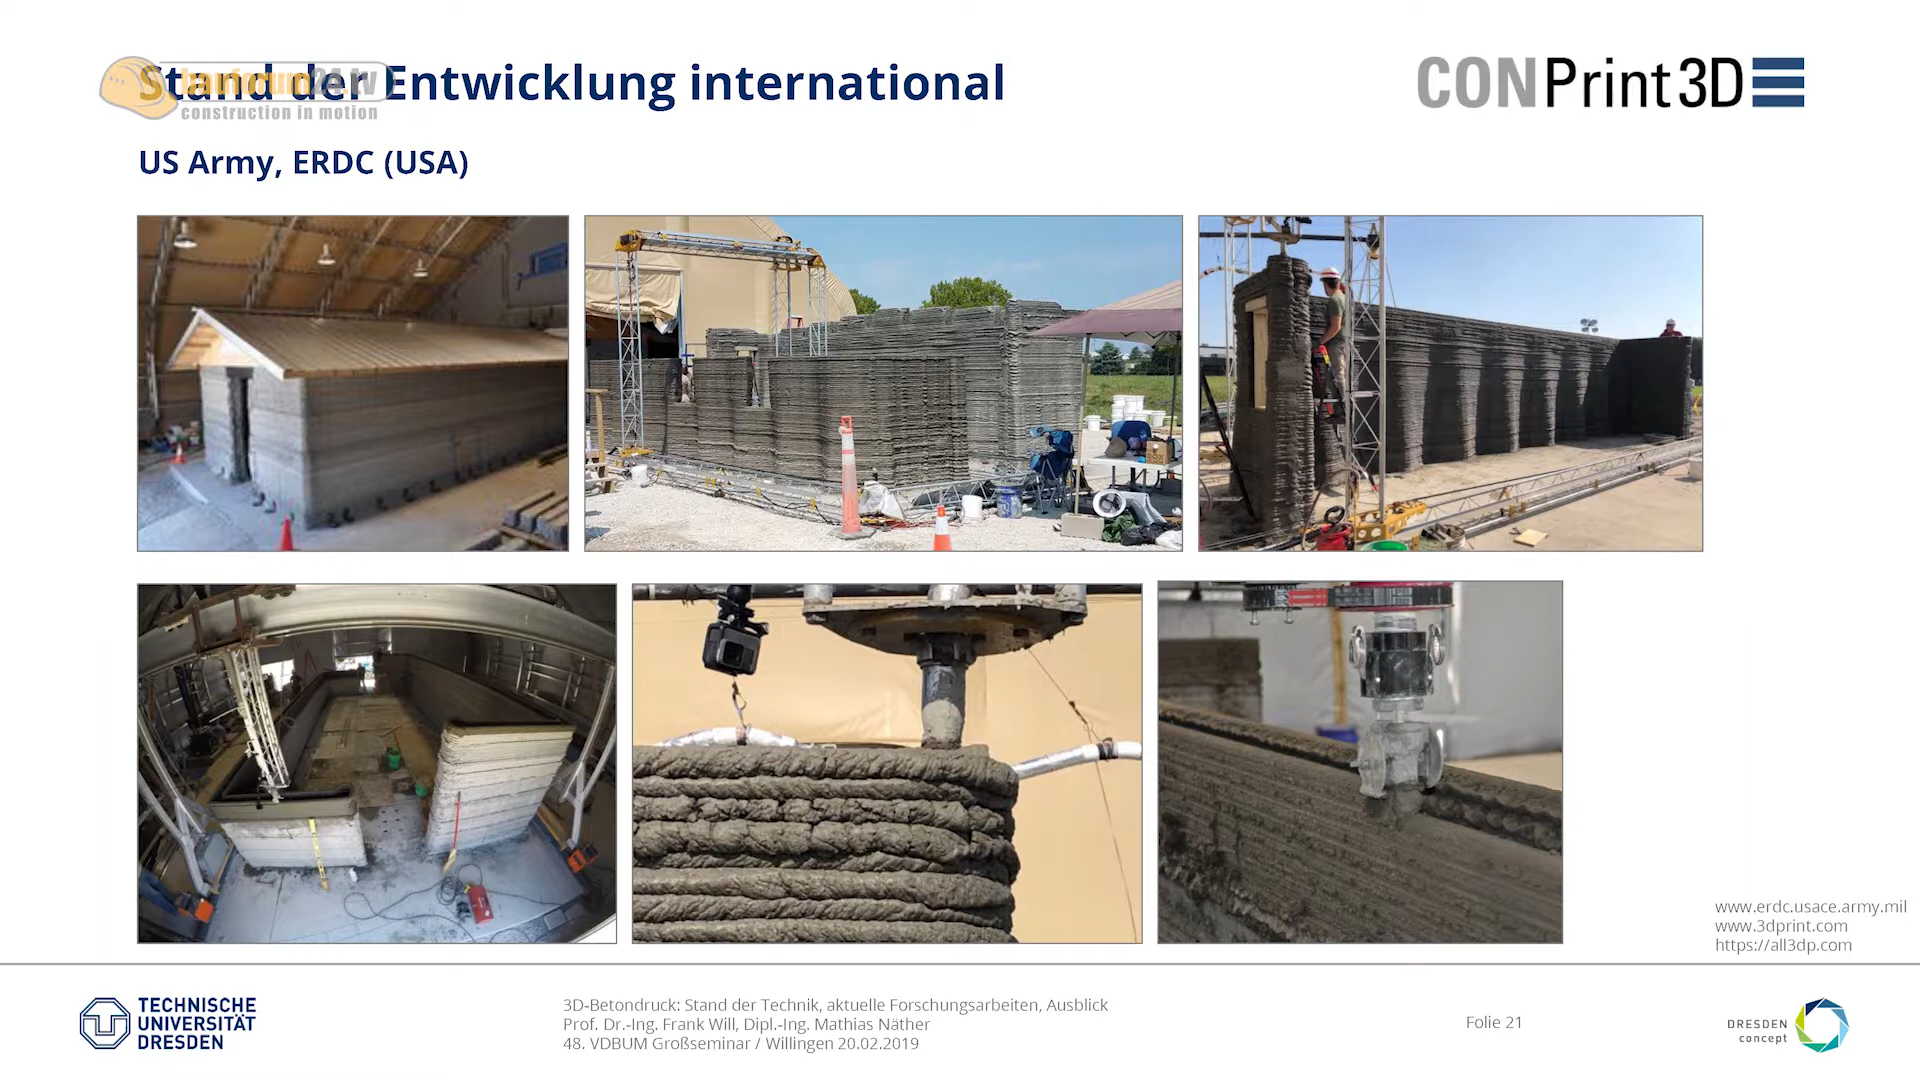 Stand der Entwicklung international
bauforum24.tv
construction in motion
CONPrint3D
US Army, ERDC (USA)
www.erdc.usace.army.mil
www.3dprint.com
https://all3dp.com
TECHNISCHE
UNIVERSITÄT
DRESDEN
3D-Betondruck: Stand der Technik, aktuelle Forschungsarbeiten, Ausblick
Prof. Dr.-Ing. Frank Will, Dipl.-Ing. Mathias Näther
48. VDBUM Großseminar / Willingen 20.02.2019
Folie 21
DRESDEN
concept